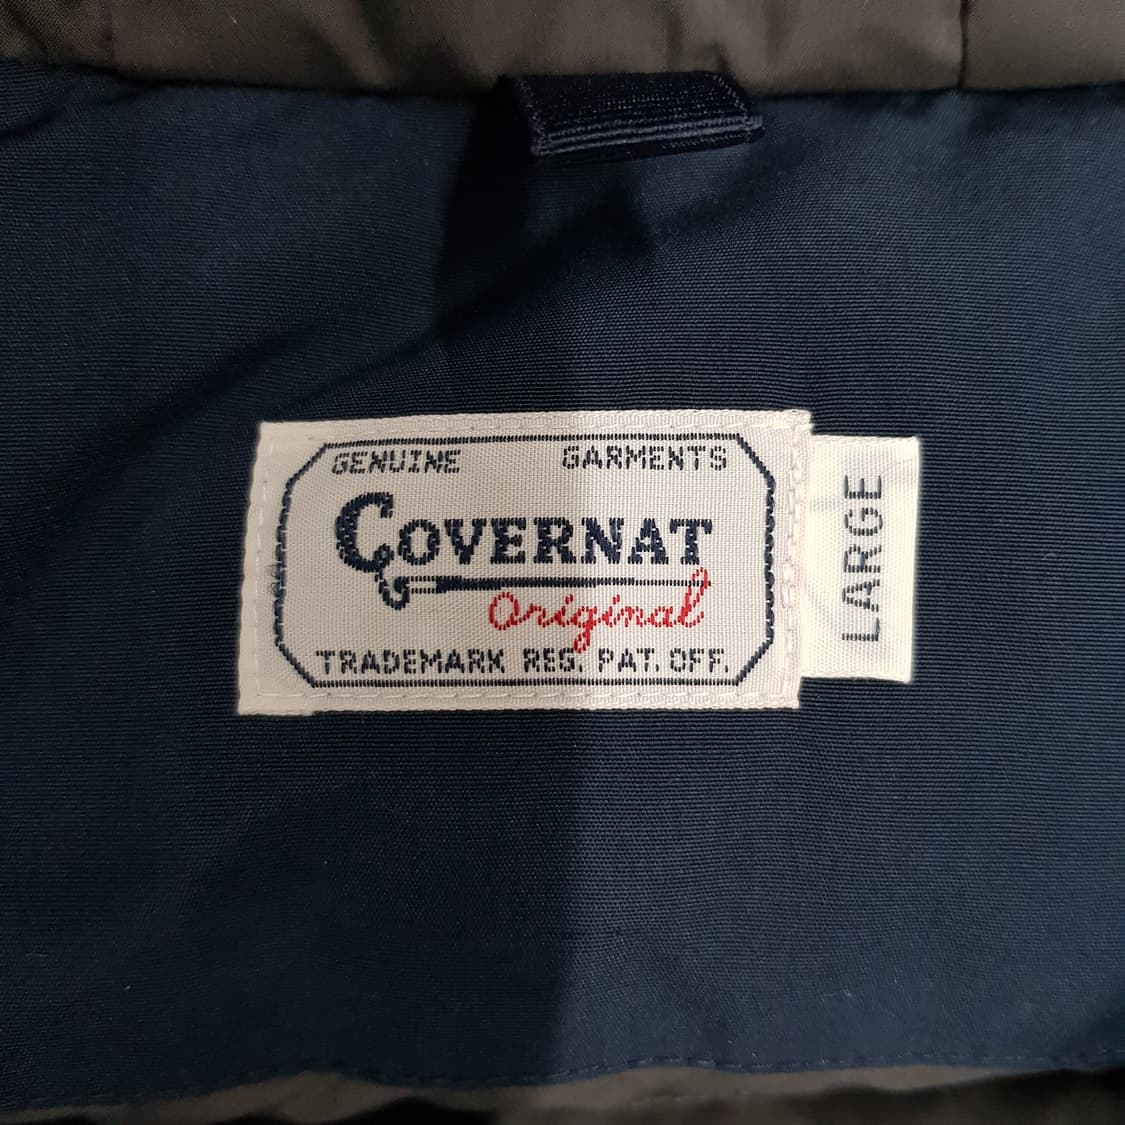 GENUINE GARMENTS
COVERNAT
Original
TRADEMARK REG. PAT. OFF.
LARGE